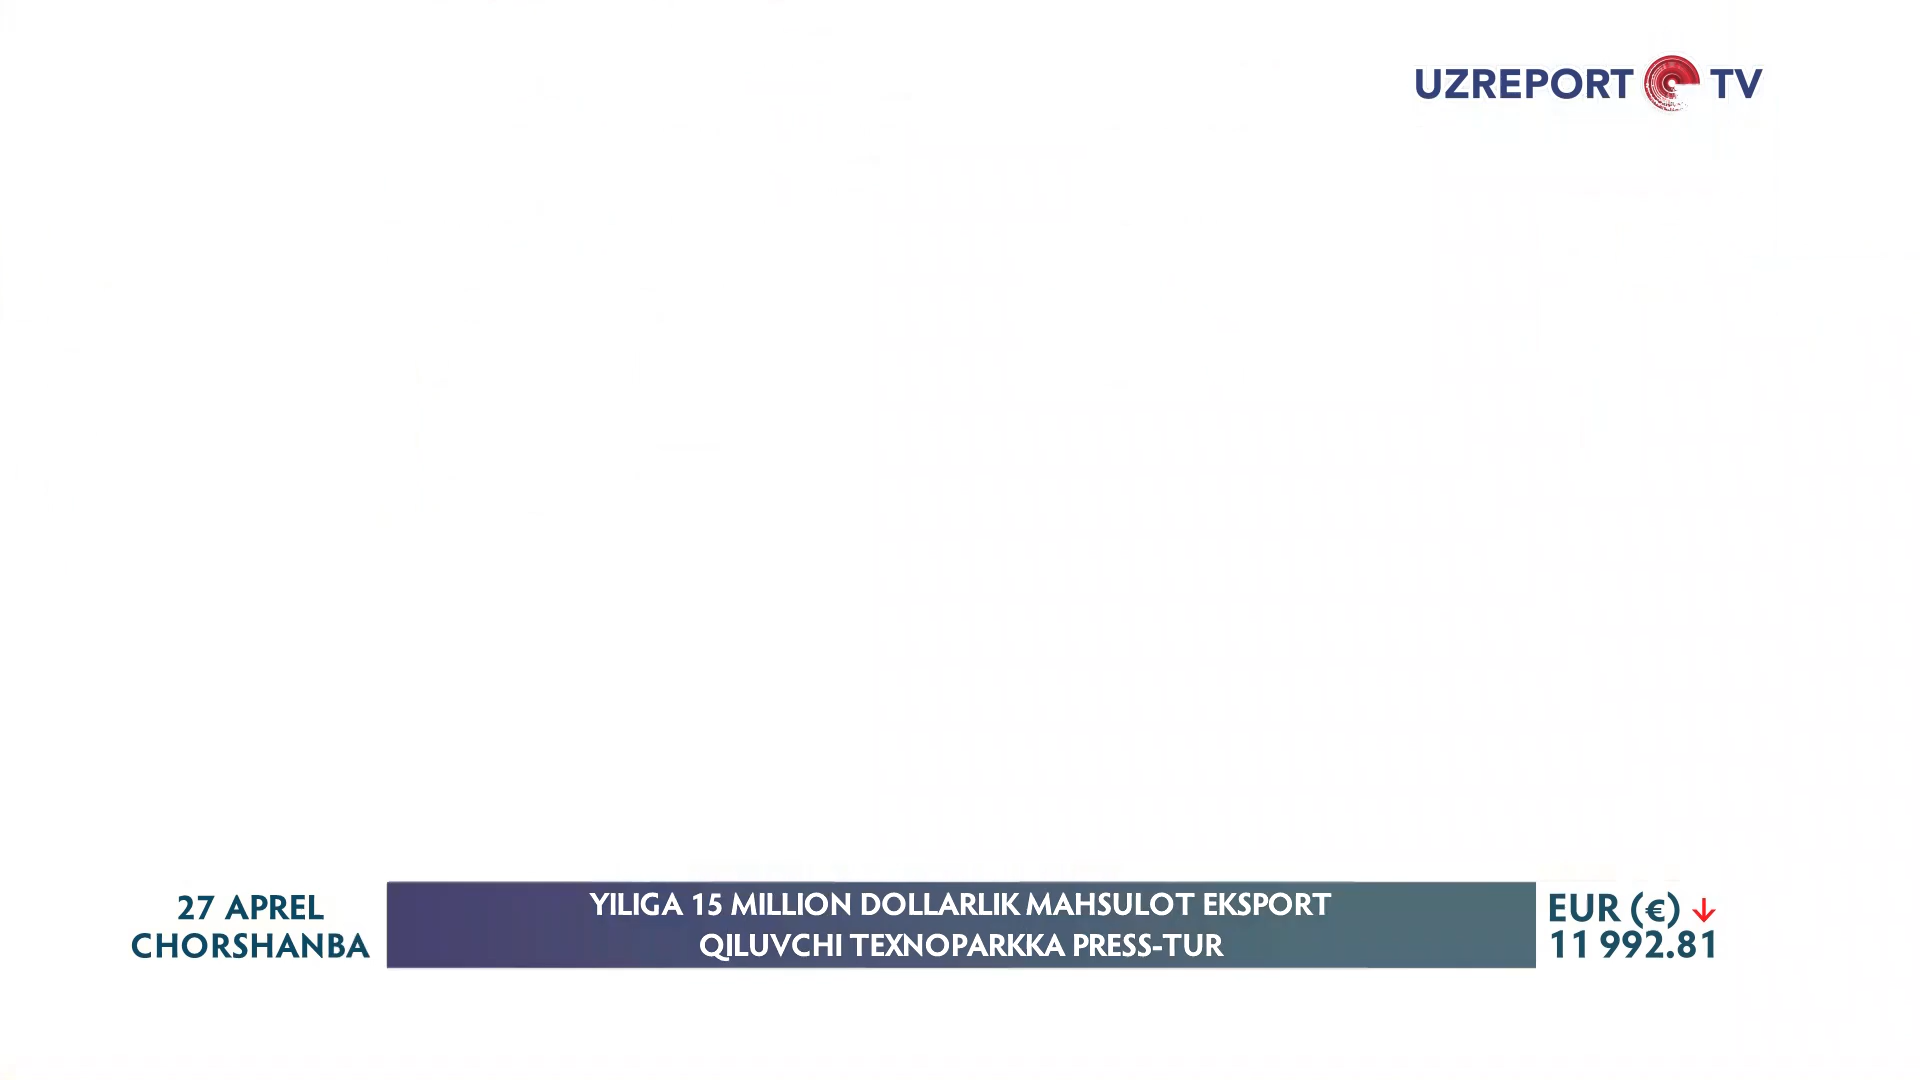 UZREPORT TV
27 APREL
CHORSHANBA
YILIGA 15 MILLION DOLLARLIK MAHSULOT EKSPORT
QILUVCHI TEXNOPARKKA PRESS-TUR
EUR (€) ↓
11 992.81